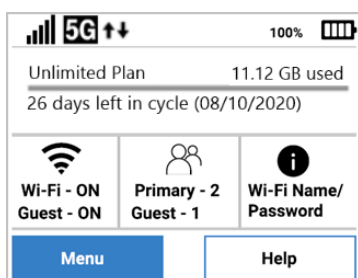 5G 100%
Unlimited Plan 11.12 GB used
26 days left in cycle (08/10/2020)
Wi-Fi - ON Primary - 2 Wi-Fi Name/
Guest - ON Guest - 1 Password
Menu Help